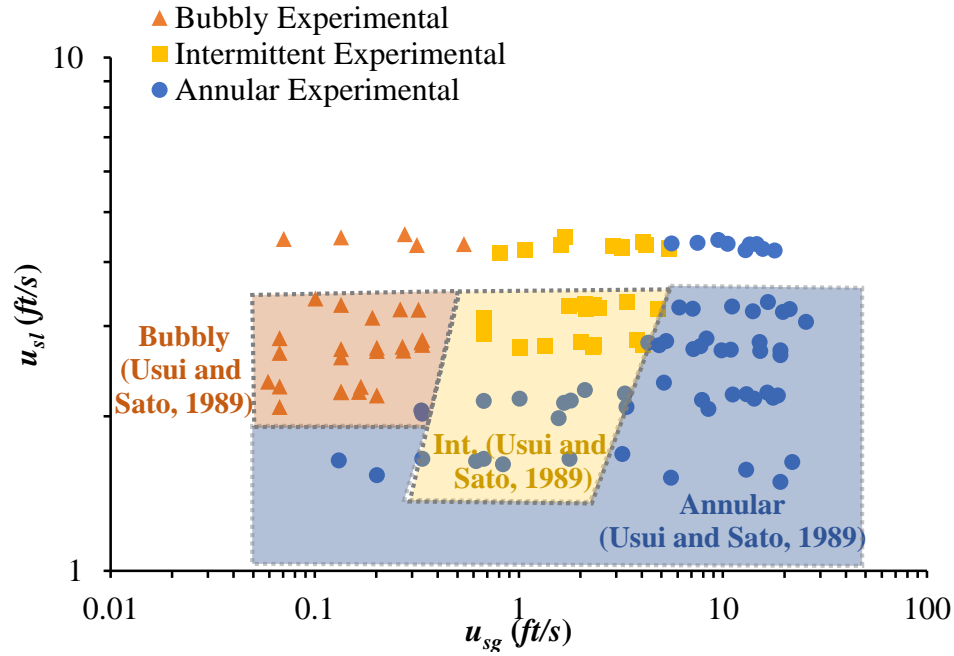 Bubbly Experimental
Intermittent Experimental
Annular Experimental
10
u_sl (ft/s)
Bubbly
(Usui and
Sato, 1989)
Int. (Usui and
Sato, 1989)
Annular
(Usui and Sato, 1989)
1
0.01
0.1
1
10
100
u_sg (ft/s)